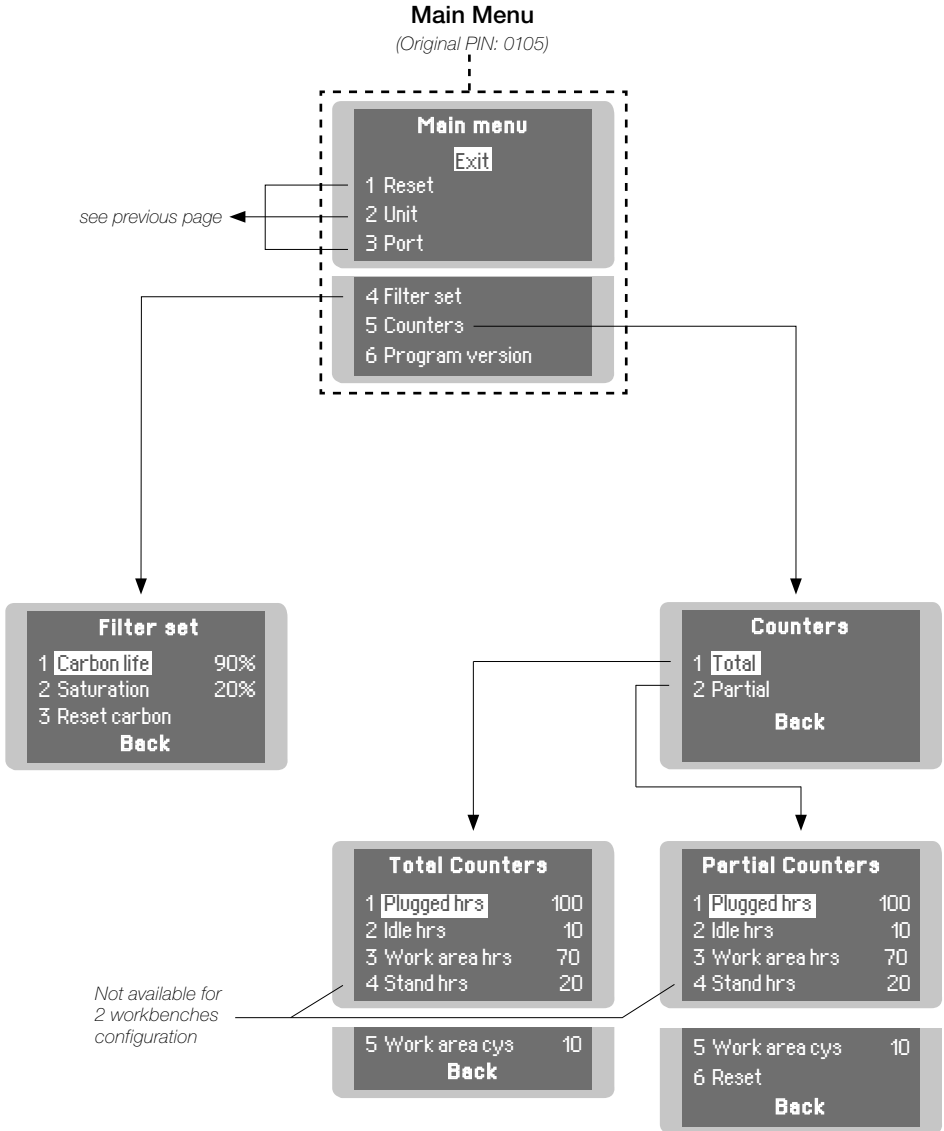 Main Menu
(Original PIN: 0105)
Main menu
Exit
1 Reset
2 Unit
3 Port
see previous page
4 Filter set
5 Counters
6 Program version
Filter set
1 Carbon life 90%
2 Saturation 20%
3 Reset carbon
Back
Counters
1 Total
2 Partial
Back
Total Counters
1 Plugged hrs 100
2 Idle hrs 10
3 Work area hrs 70
4 Stand hrs 20
5 Work area cys 10
Back
Partial Counters
1 Plugged hrs 100
2 Idle hrs 10
3 Work area hrs 70
4 Stand hrs 20
5 Work area cys 10
6 Reset
Back
Not available for
2 workbenches
configuration